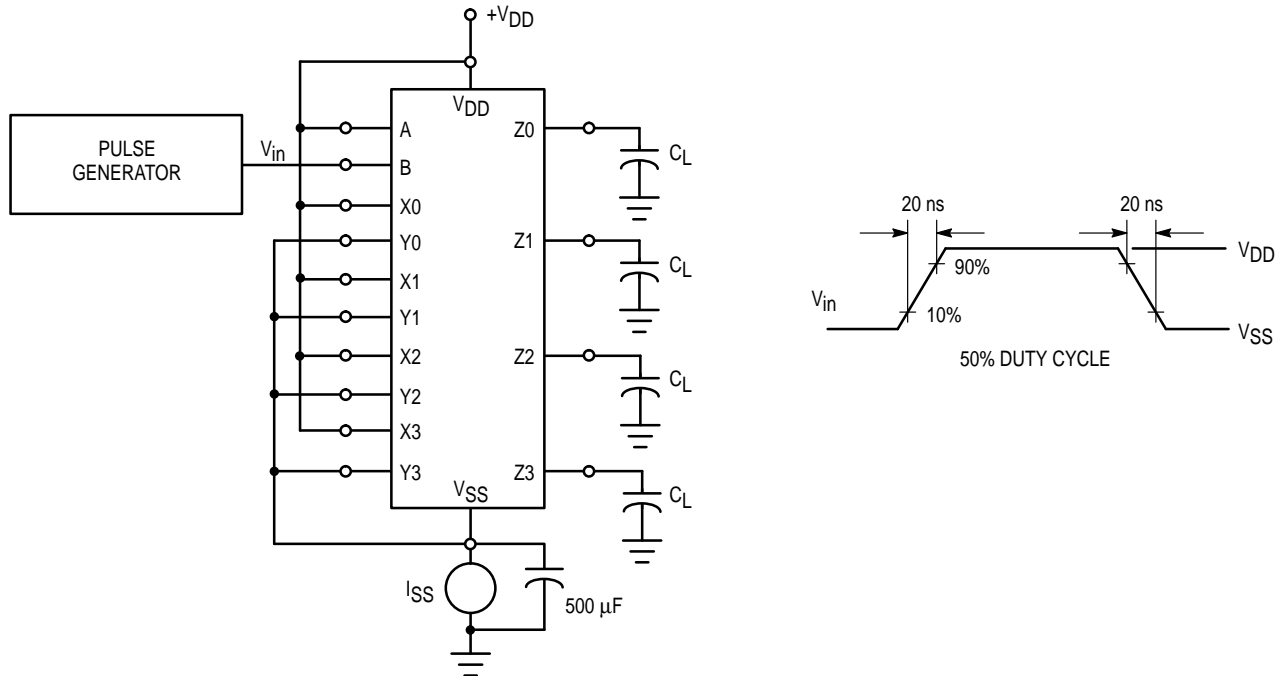 +VDD
PULSE
GENERATOR
Vin
VDD
A
B
X0
Y0
X1
Y1
X2
Y2
X3
Y3
Z0
Z1
Z2
Z3
VSS
CL
CL
CL
CL
ISS
500 μF
20 ns
20 ns
VDD
90%
Vin
10%
VSS
50% DUTY CYCLE